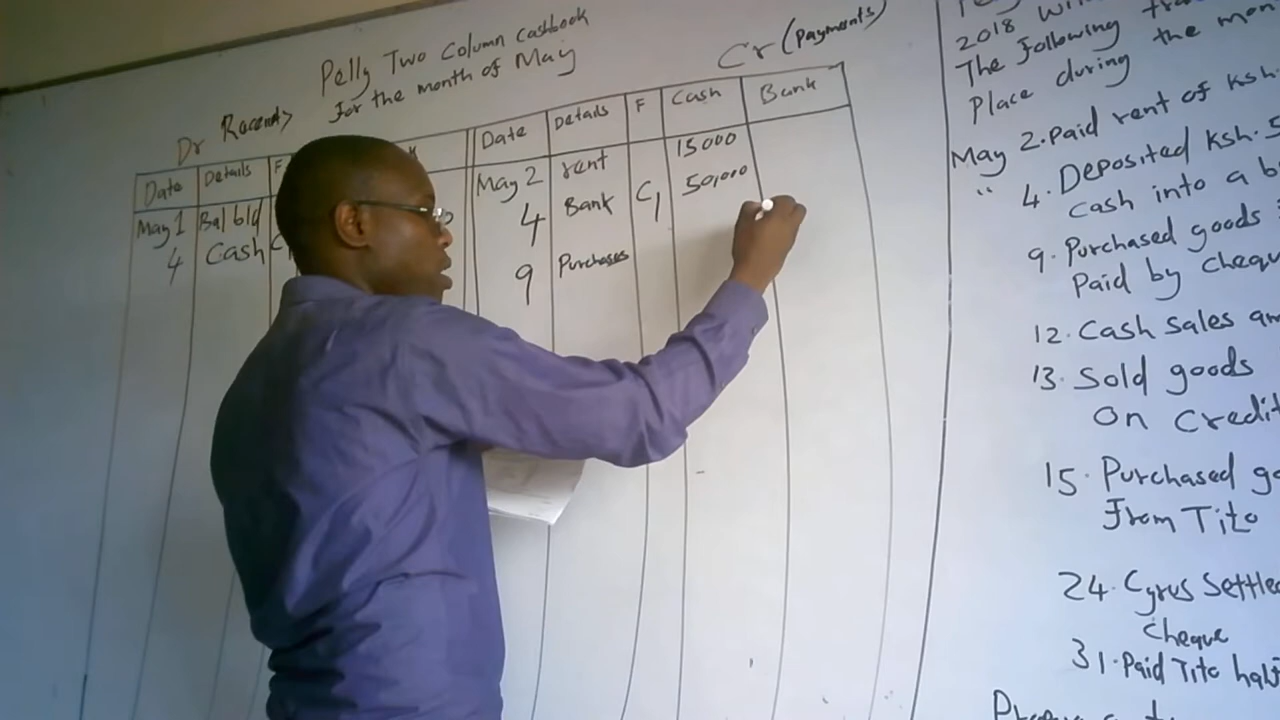 Pelly Two Column cashbook
for the month of May
Dr
Cr (Payments)
Date Details F
Date Details F Cash Bank
May 1 Bal b/d
4 Cash
May 2 rent 15000
4 Bank C, 50,000
9 Purchases
2018
The following
Place during the
May 2. Paid rent of Ksh.
" 4. Deposited Ksh. 5
cash into a
9. Purchased goods
Paid by
12. Cash Sales
13. Sold goods
on Credit
15. Purchased
From Tito
24. Cyrus Settled
cheque
31. Paid Tito